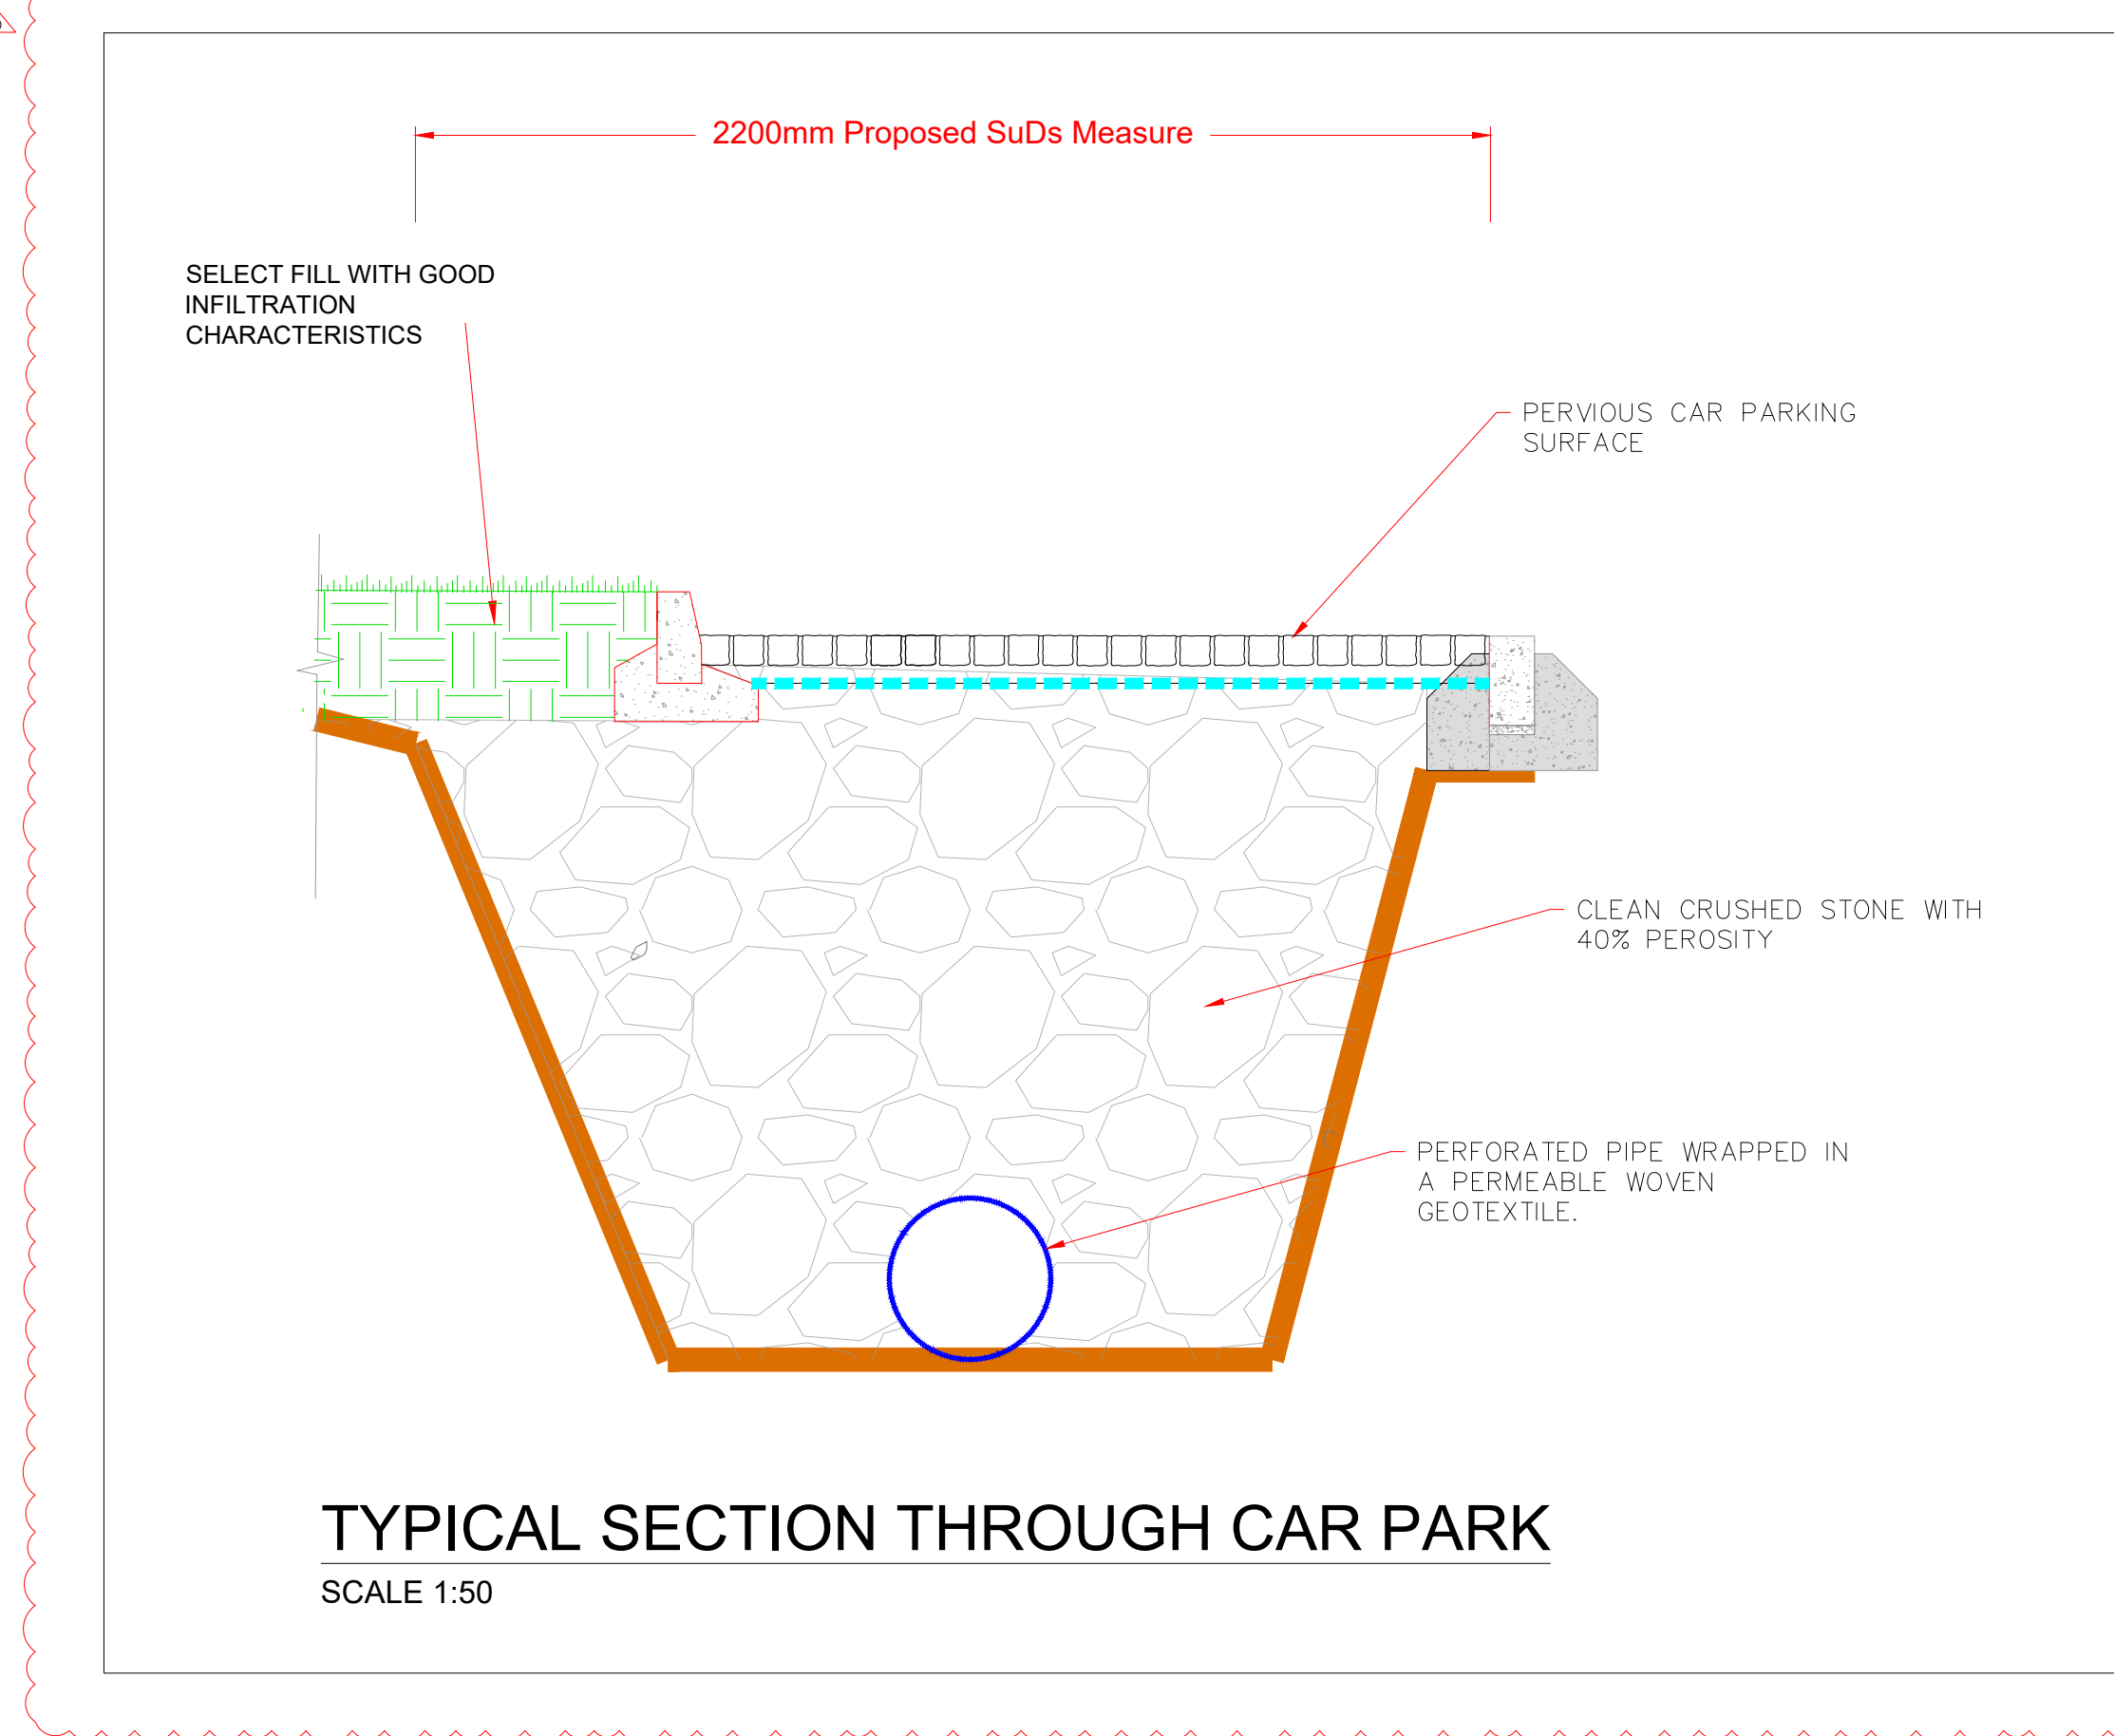 2200mm Proposed SuDs Measure
SELECT FILL WITH GOOD
INFILTRATION
CHARACTERISTICS
PERVIOUS CAR PARKING
SURFACE
CLEAN CRUSHED STONE WITH
40% PEROSITY
PERFORATED PIPE WRAPPED IN
A PERMEABLE WOVEN
GEOTEXTILE.
TYPICAL SECTION THROUGH CAR PARK
SCALE 1:50